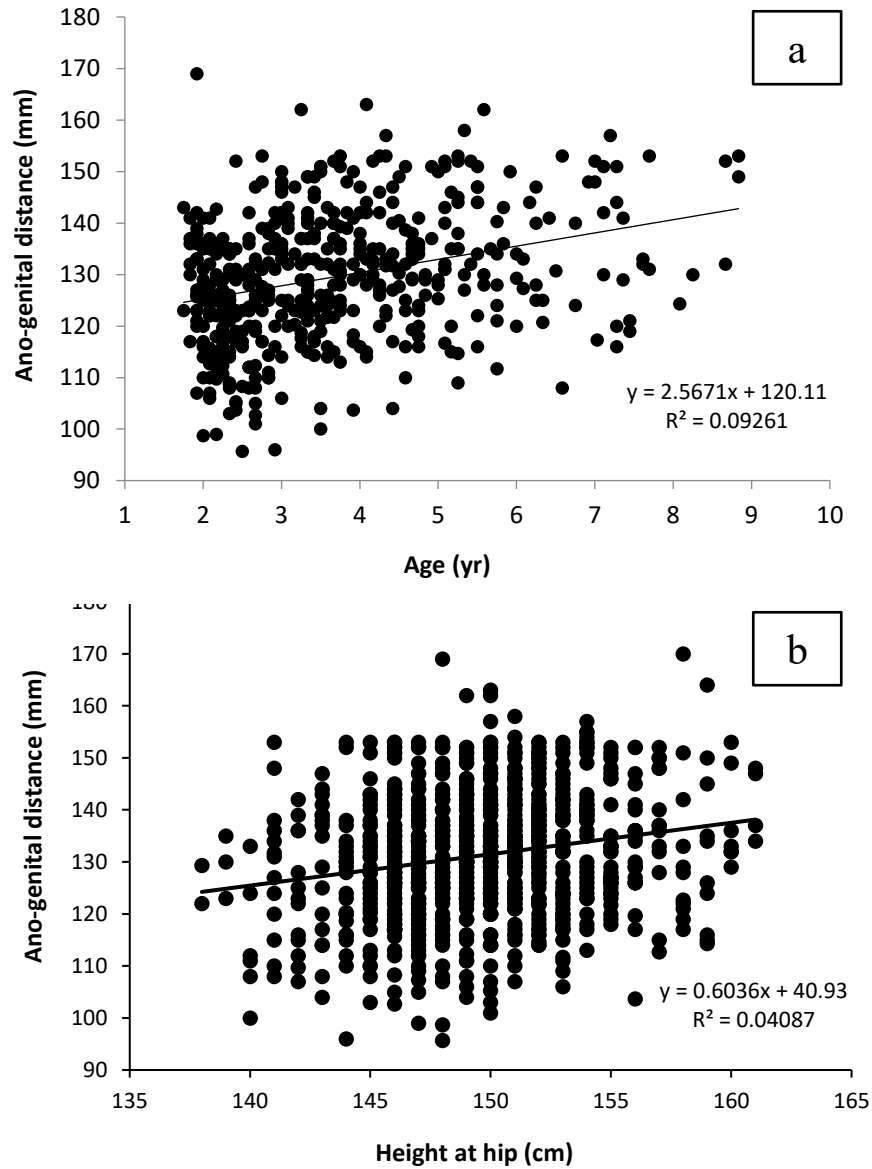 180
170
160
150
140
130
120
110
100
90
Ano-genital distance (mm)
a
y = 2.5671x + 120.11
R² = 0.09261
1 2 3 4 5 6 7 8 9 10
Age (yr)
180
170
160
150
140
130
120
110
100
90
Ano-genital distance (mm)
b
y = 0.6036x + 40.93
R² = 0.04087
135 140 145 150 155 160 165
Height at hip (cm)